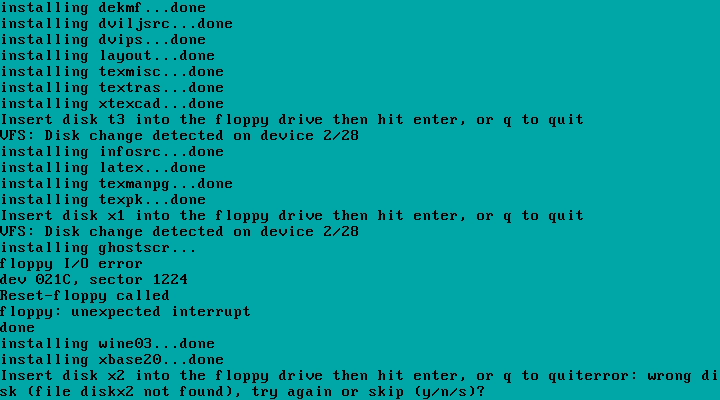 installing dekmf...done
installing dviljsrc...done
installing dvips...done
installing layout...done
installing texmisc...done
installing textras...done
installing xtexcad...done
Insert disk t3 into the floppy drive then hit enter, or q to quit
VFS: Disk change detected on device 2/28
installing infosrc...done
installing latex...done
installing texmanpg...done
installing texpk...done
Insert disk x1 into the floppy drive then hit enter, or q to quit
VFS: Disk change detected on device 2/28
installing ghostscr...
floppy I/O error
dev 021C, sector 1224
Reset-floppy called
floppy: unexpected interrupt
done
installing wine03...done
installing xbase20...done
Insert disk x2 into the floppy drive then hit enter, or q to quiterror: wrong di
sk (file diskx2 not found), try again or skip (y/n/s)?